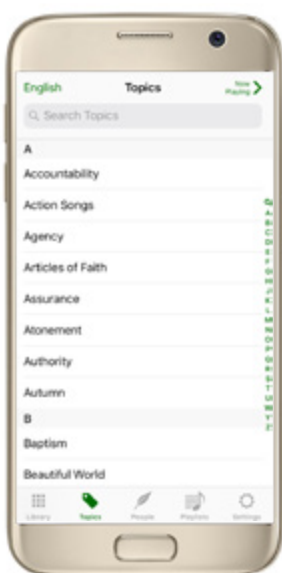 English Topics Now Playing
Search Topics
A
Accountability
Action Songs
Agency
Articles of Faith
Assurance
Atonement
Authority
Autumn
B
Baptism
Beautiful World
A
B
C
D
E
F
G
H
I
J
K
L
M
N
O
P
Q
R
S
T
U
W
Y
Z
Library Topics People Playlists Settings